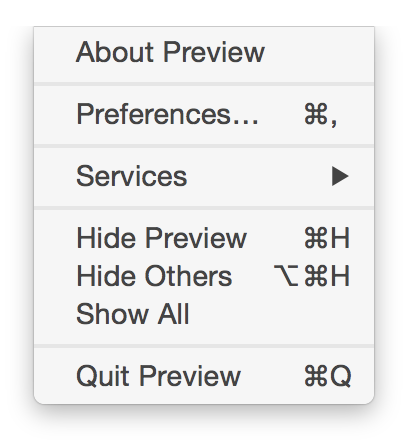 About Preview
Preferences… ⌘,
Services ▶
Hide Preview ⌘H
Hide Others ⌥⌘H
Show All
Quit Preview ⌘Q